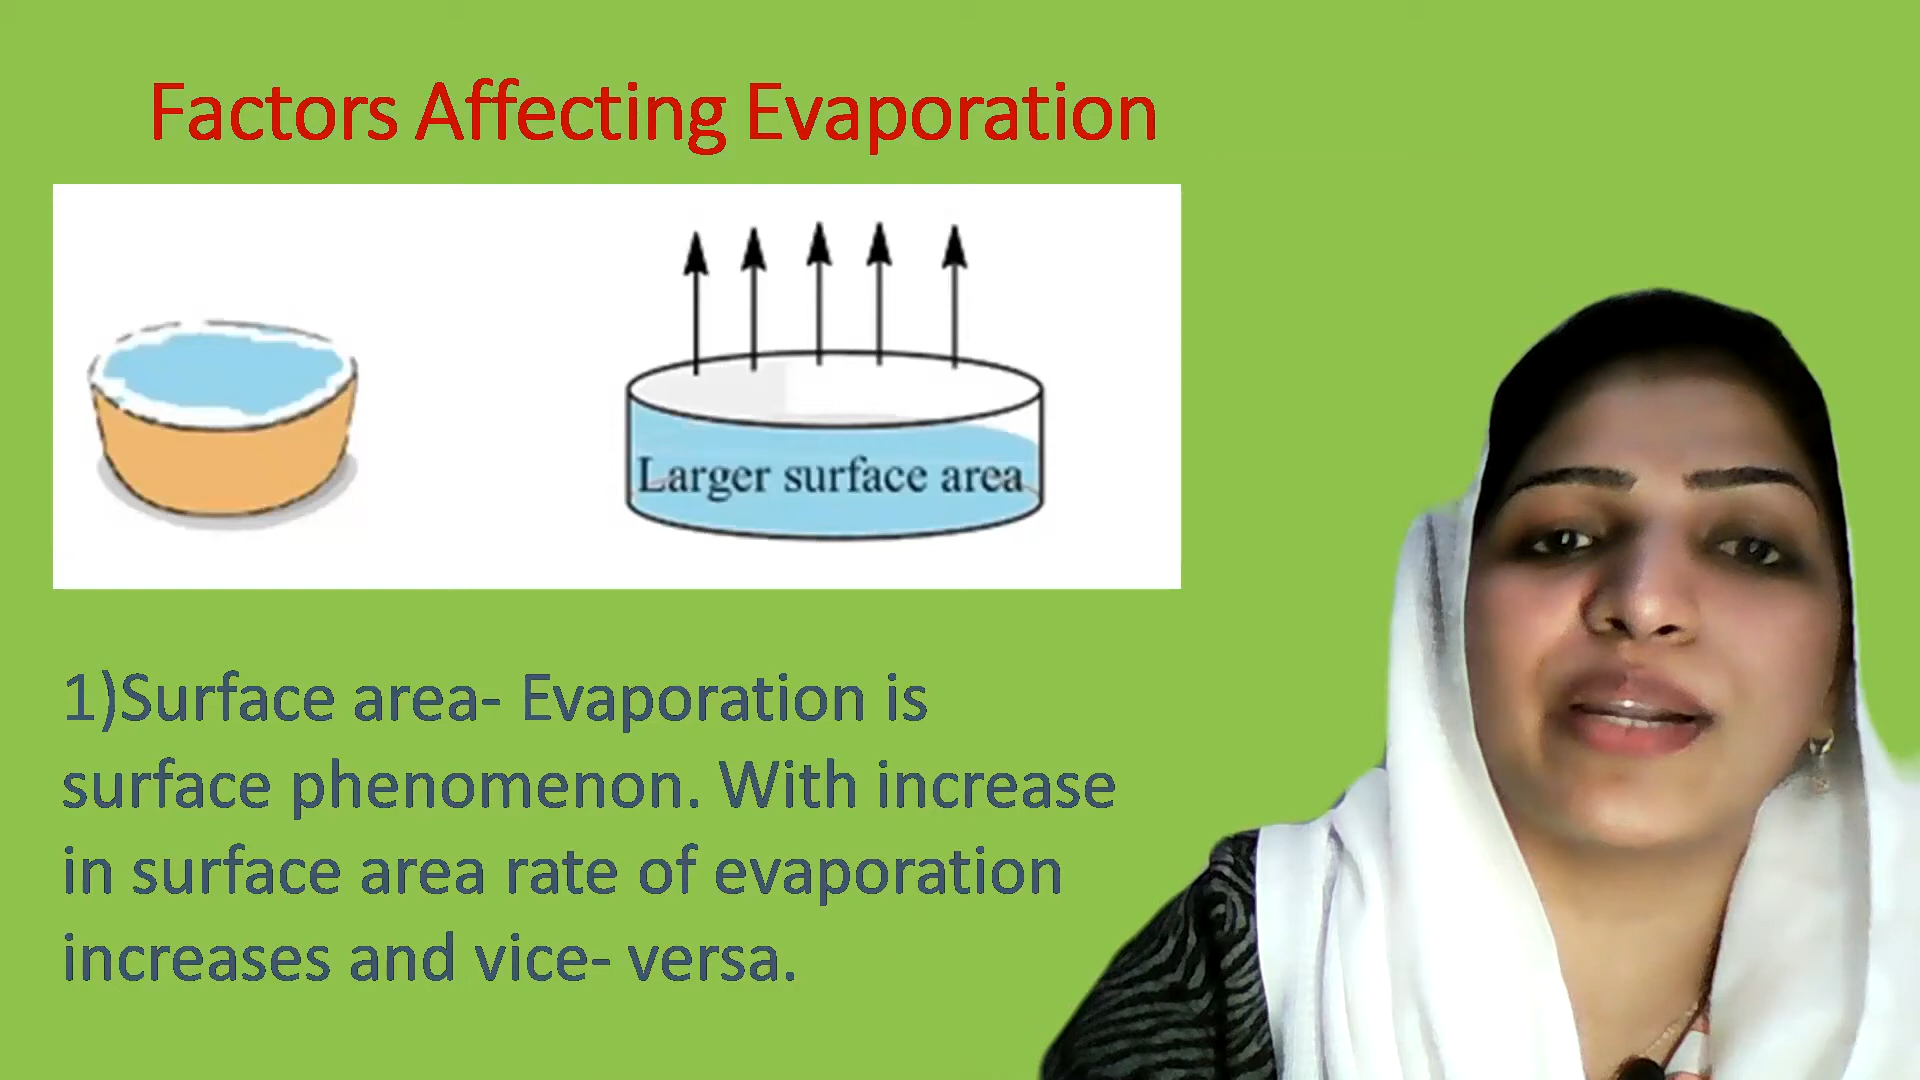 Factors Affecting Evaporation
Larger surface area
1)Surface area- Evaporation is
surface phenomenon. With increase
in surface area rate of evaporation
increases and vice- versa.